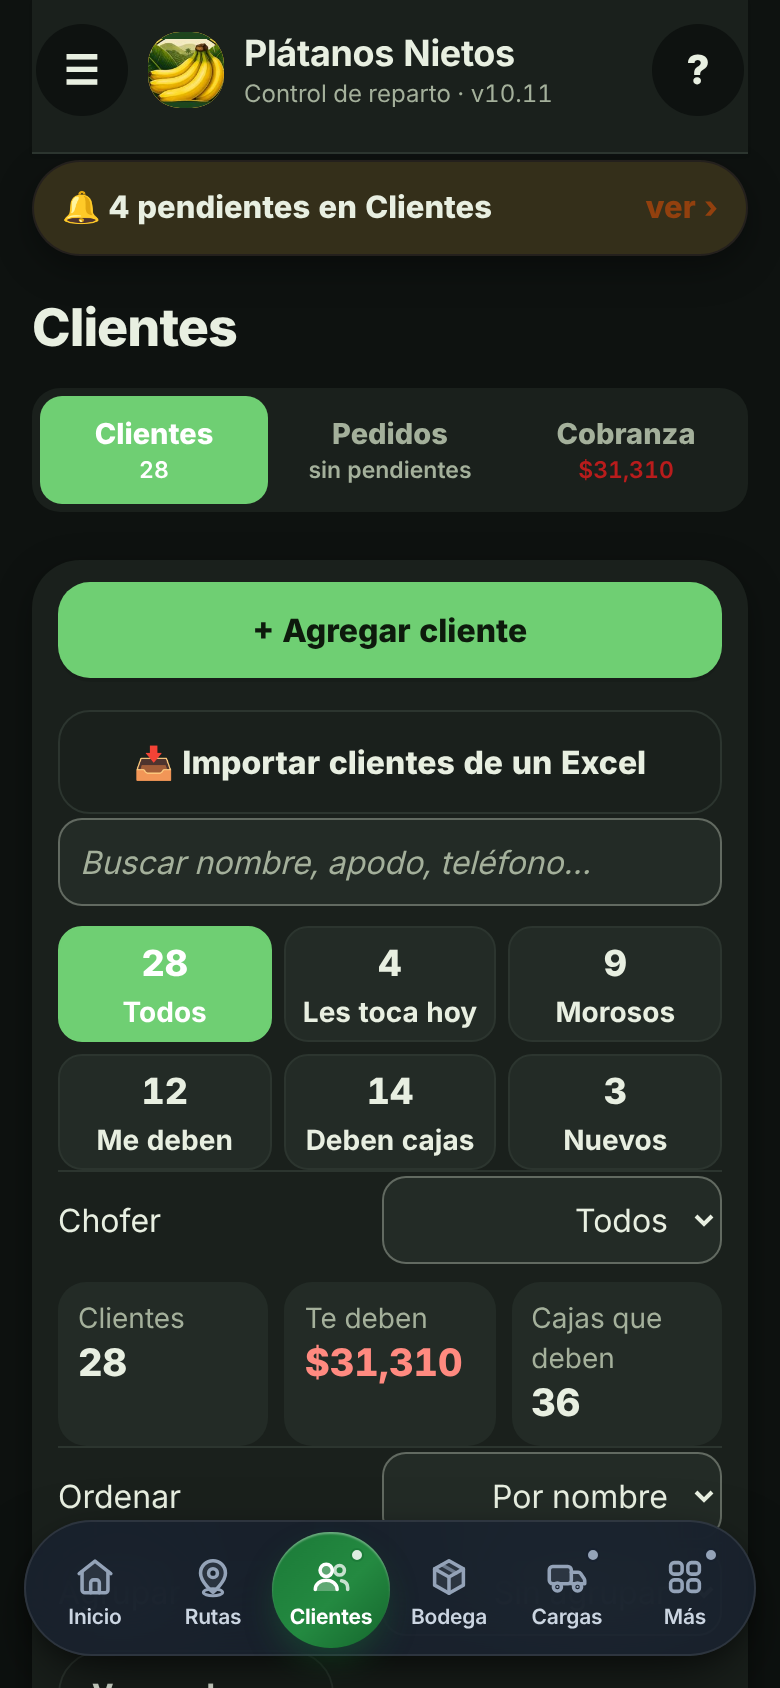 Plátanos Nietos
Control de reparto · v10.11
?
4 pendientes en Clientes
ver ›
Clientes
Clientes
28
Pedidos
sin pendientes
Cobranza
$31,310
+ Agregar cliente
Importar clientes de un Excel
Buscar nombre, apodo, teléfono...
28
Todos
4
Les toca hoy
9
Morosos
12
Me deben
14
Deben cajas
3
Nuevos
Chofer
Todos
Clientes
28
Te deben
$31,310
Cajas que
deben
36
Ordenar
Por nombre
Inicio
Rutas
Clientes
Bodega
Cargas
Más